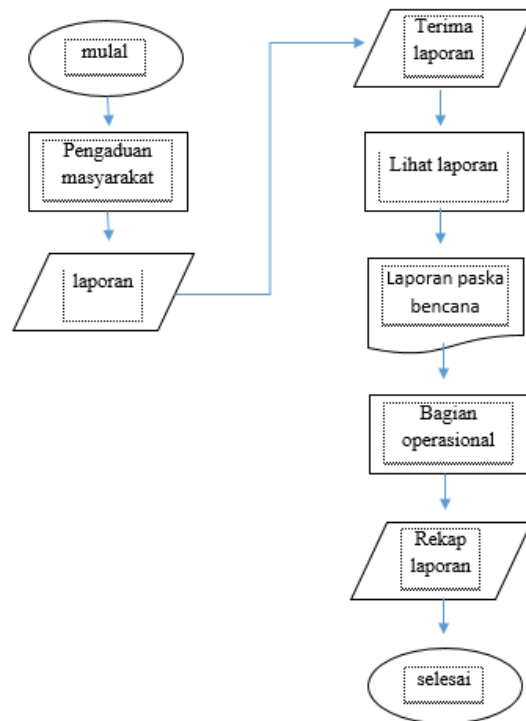 mulal
Pengaduan
masyarakat
laporan
Terima
laporan
Lihat laporan
Laporan paska
bencana
Bagian
operasional
Rekap
laporan
selesai